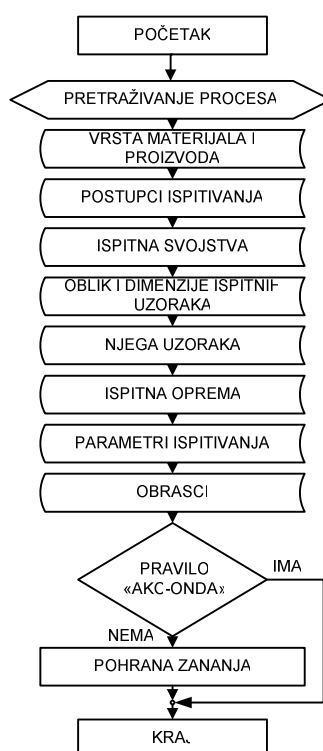 POČETAK
PRETRAŽIVANJE PROCESA
VRSTA MATERIJALA I
PROIZVODA
POSTUPCI ISPITIVANJA
ISPITNA SVOJSTVA
OBLIK I DIMENZIJE ISPITNIH
UZORAKA
NJEGA UZORAKA
ISPITNA OPREMA
PARAMETRI ISPITIVANJA
OBRASCI
PRAVILO
«AKO-ONDA»
IMA
NEMA
POHRANA ZANANJA
KRAJ